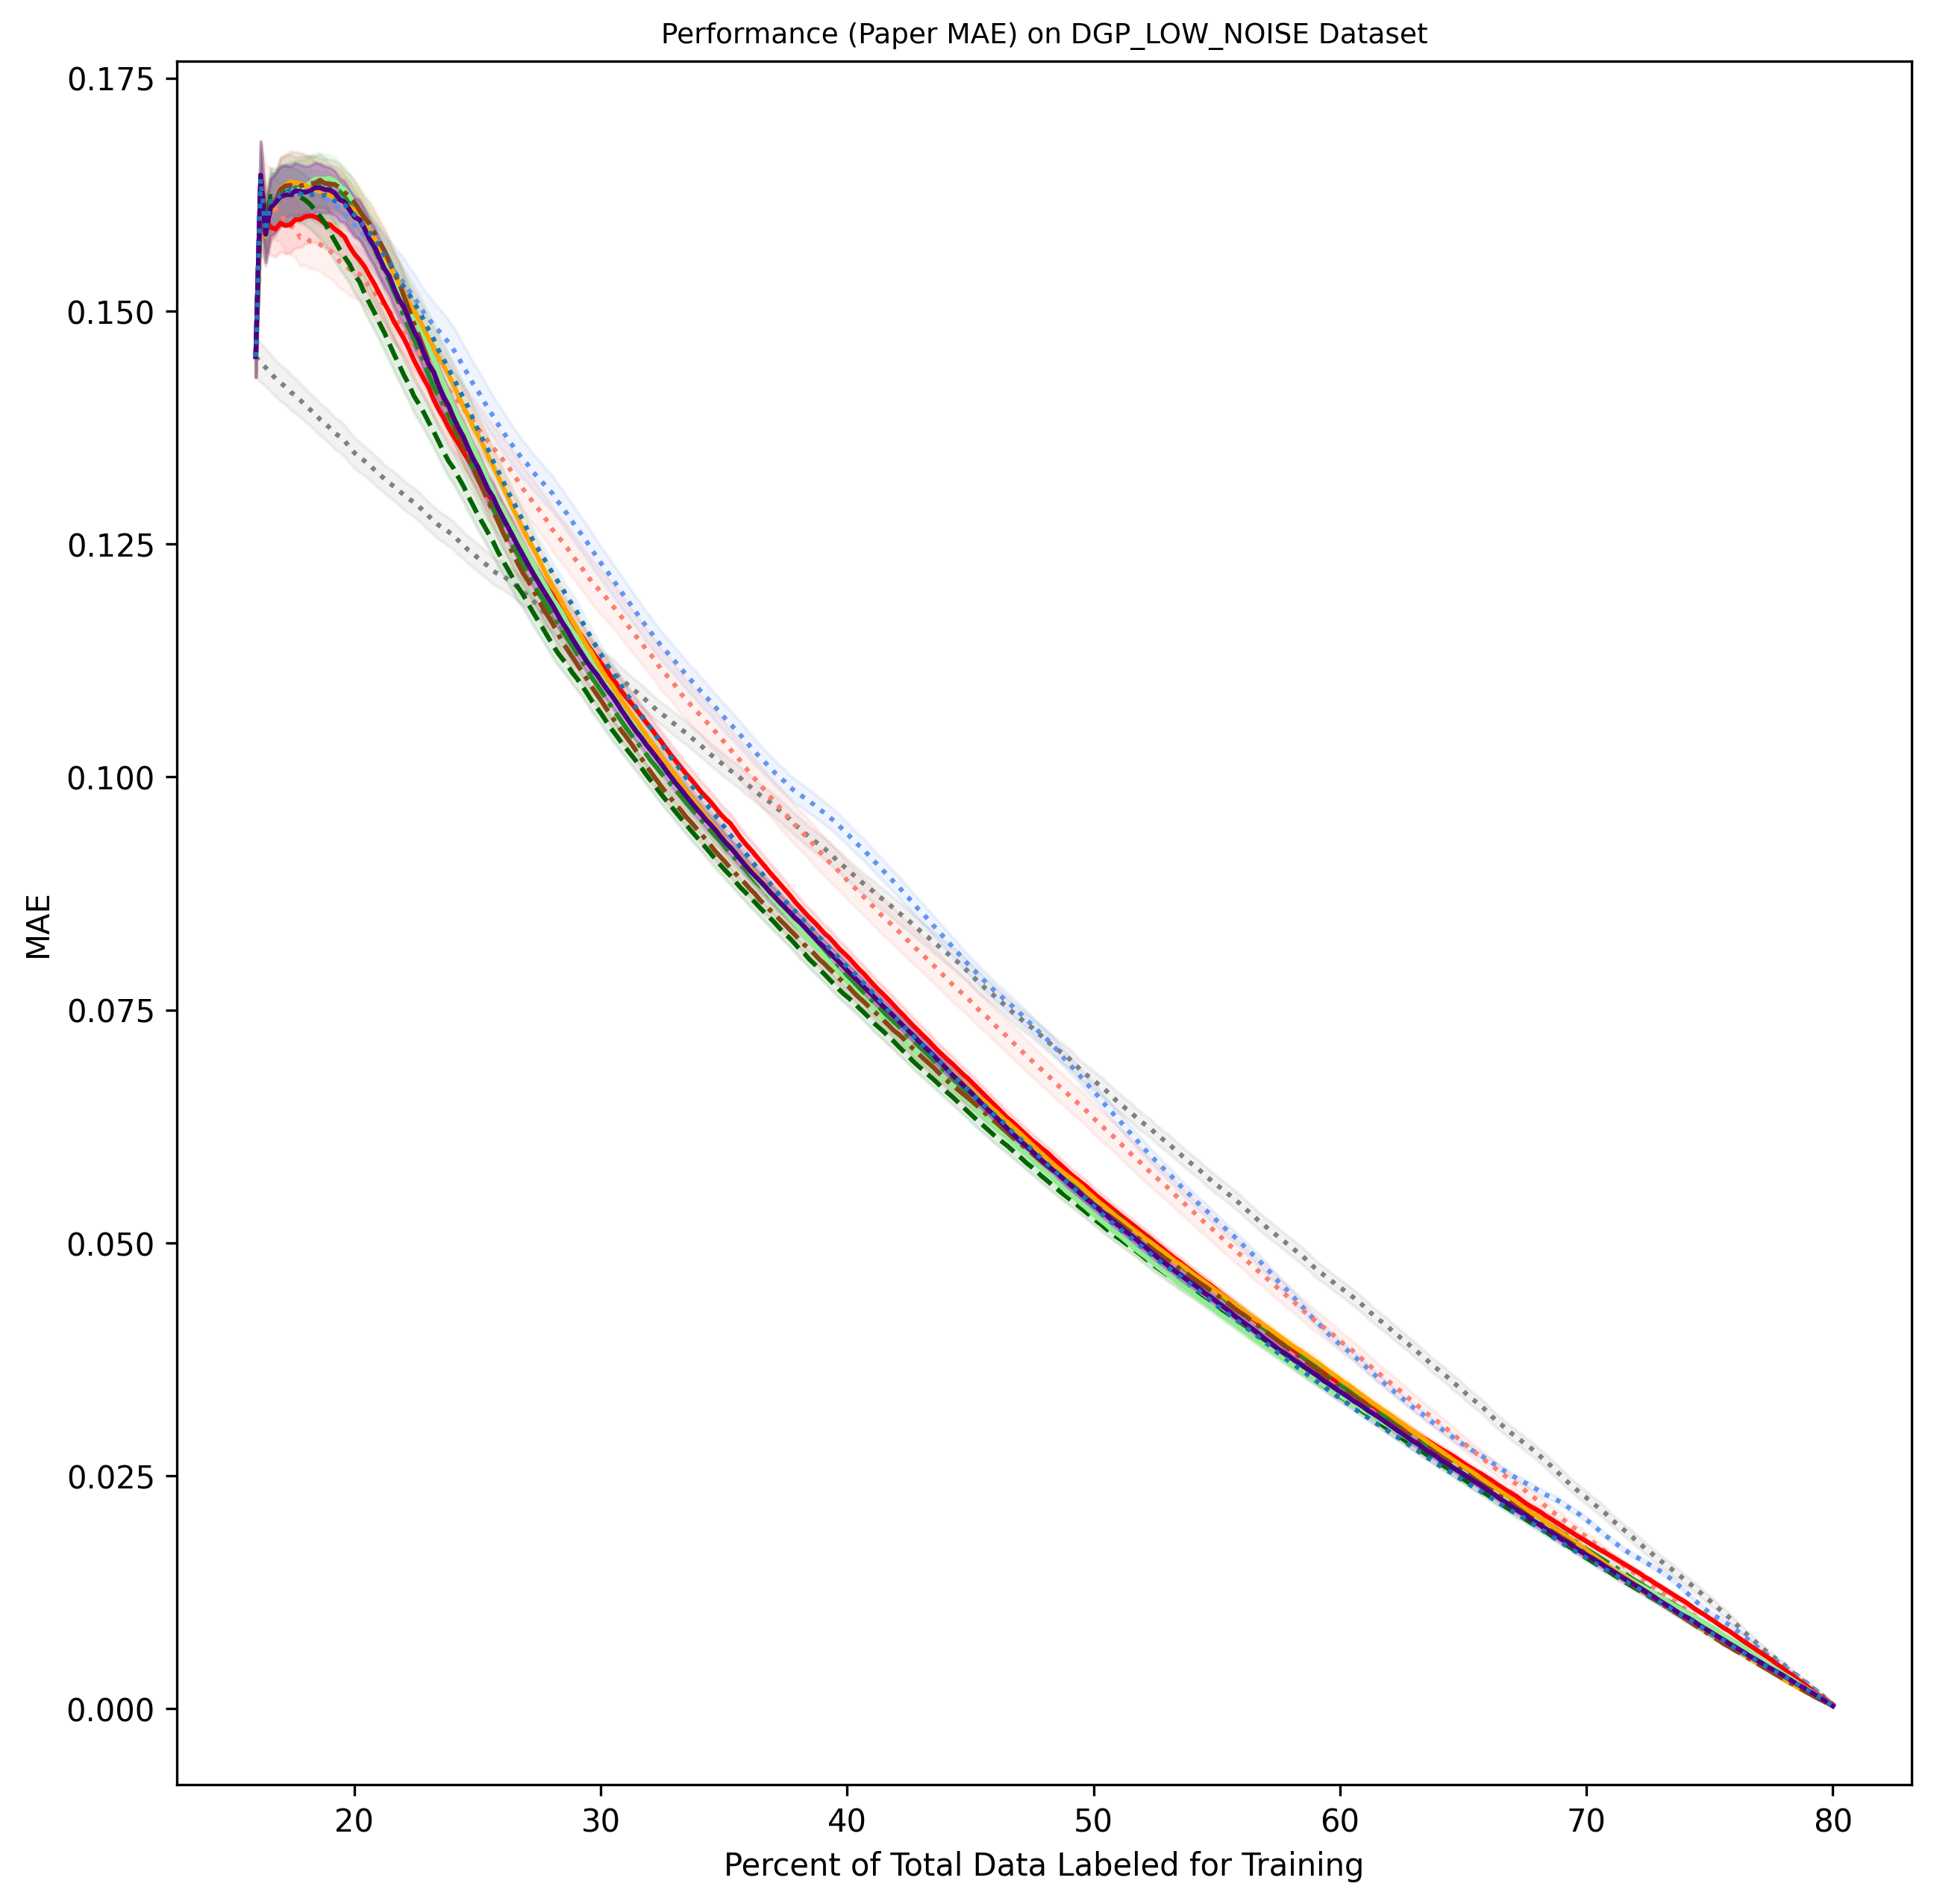 Performance (Paper MAE) on DGP_LOW_NOISE Dataset
0.175
0.150
0.125
0.100
0.075
0.050
0.025
0.000
MAE
20 30 40 50 60 70 80
Percent of Total Data Labeled for Training